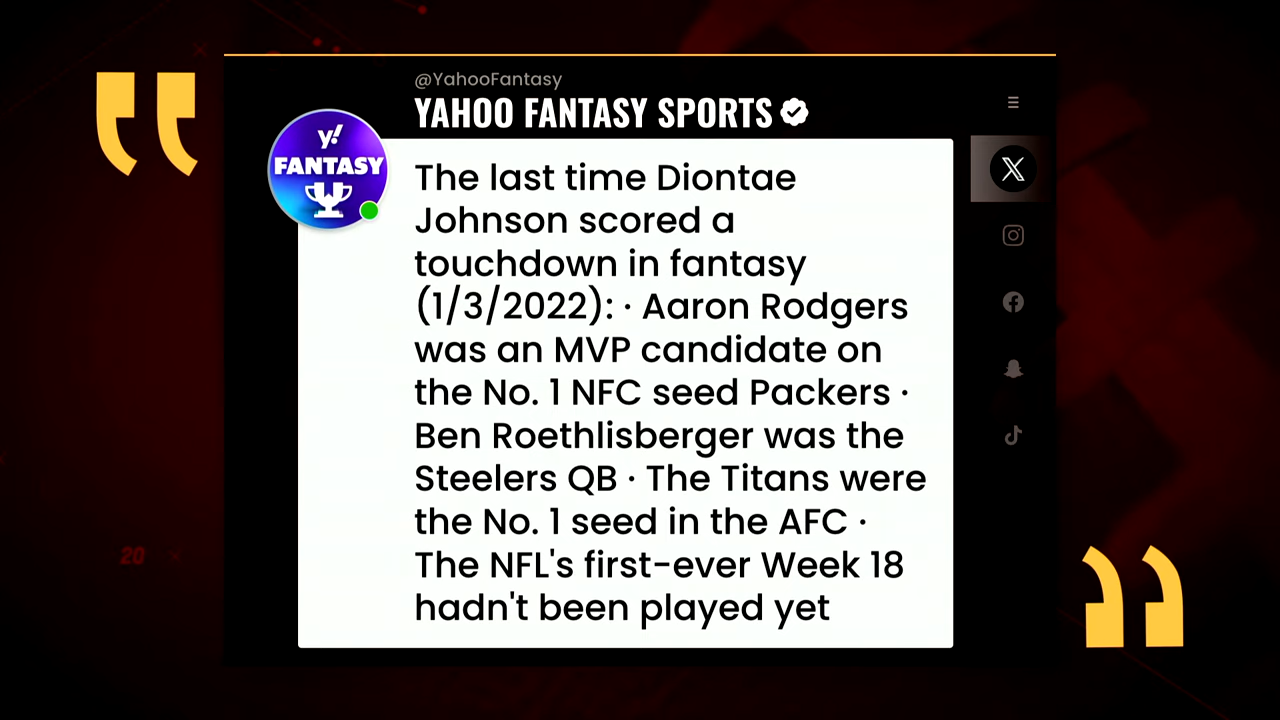 @YahooFantasy
YAHOO FANTASY SPORTS
y!
FANTASY
The last time Diontae
Johnson scored a
touchdown in fantasy
(1/3/2022): · Aaron Rodgers
was an MVP candidate on
the No. 1 NFC seed Packers ·
Ben Roethlisberger was the
Steelers QB · The Titans were
the No. 1 seed in the AFC ·
The NFL's first-ever Week 18
hadn't been played yet
20